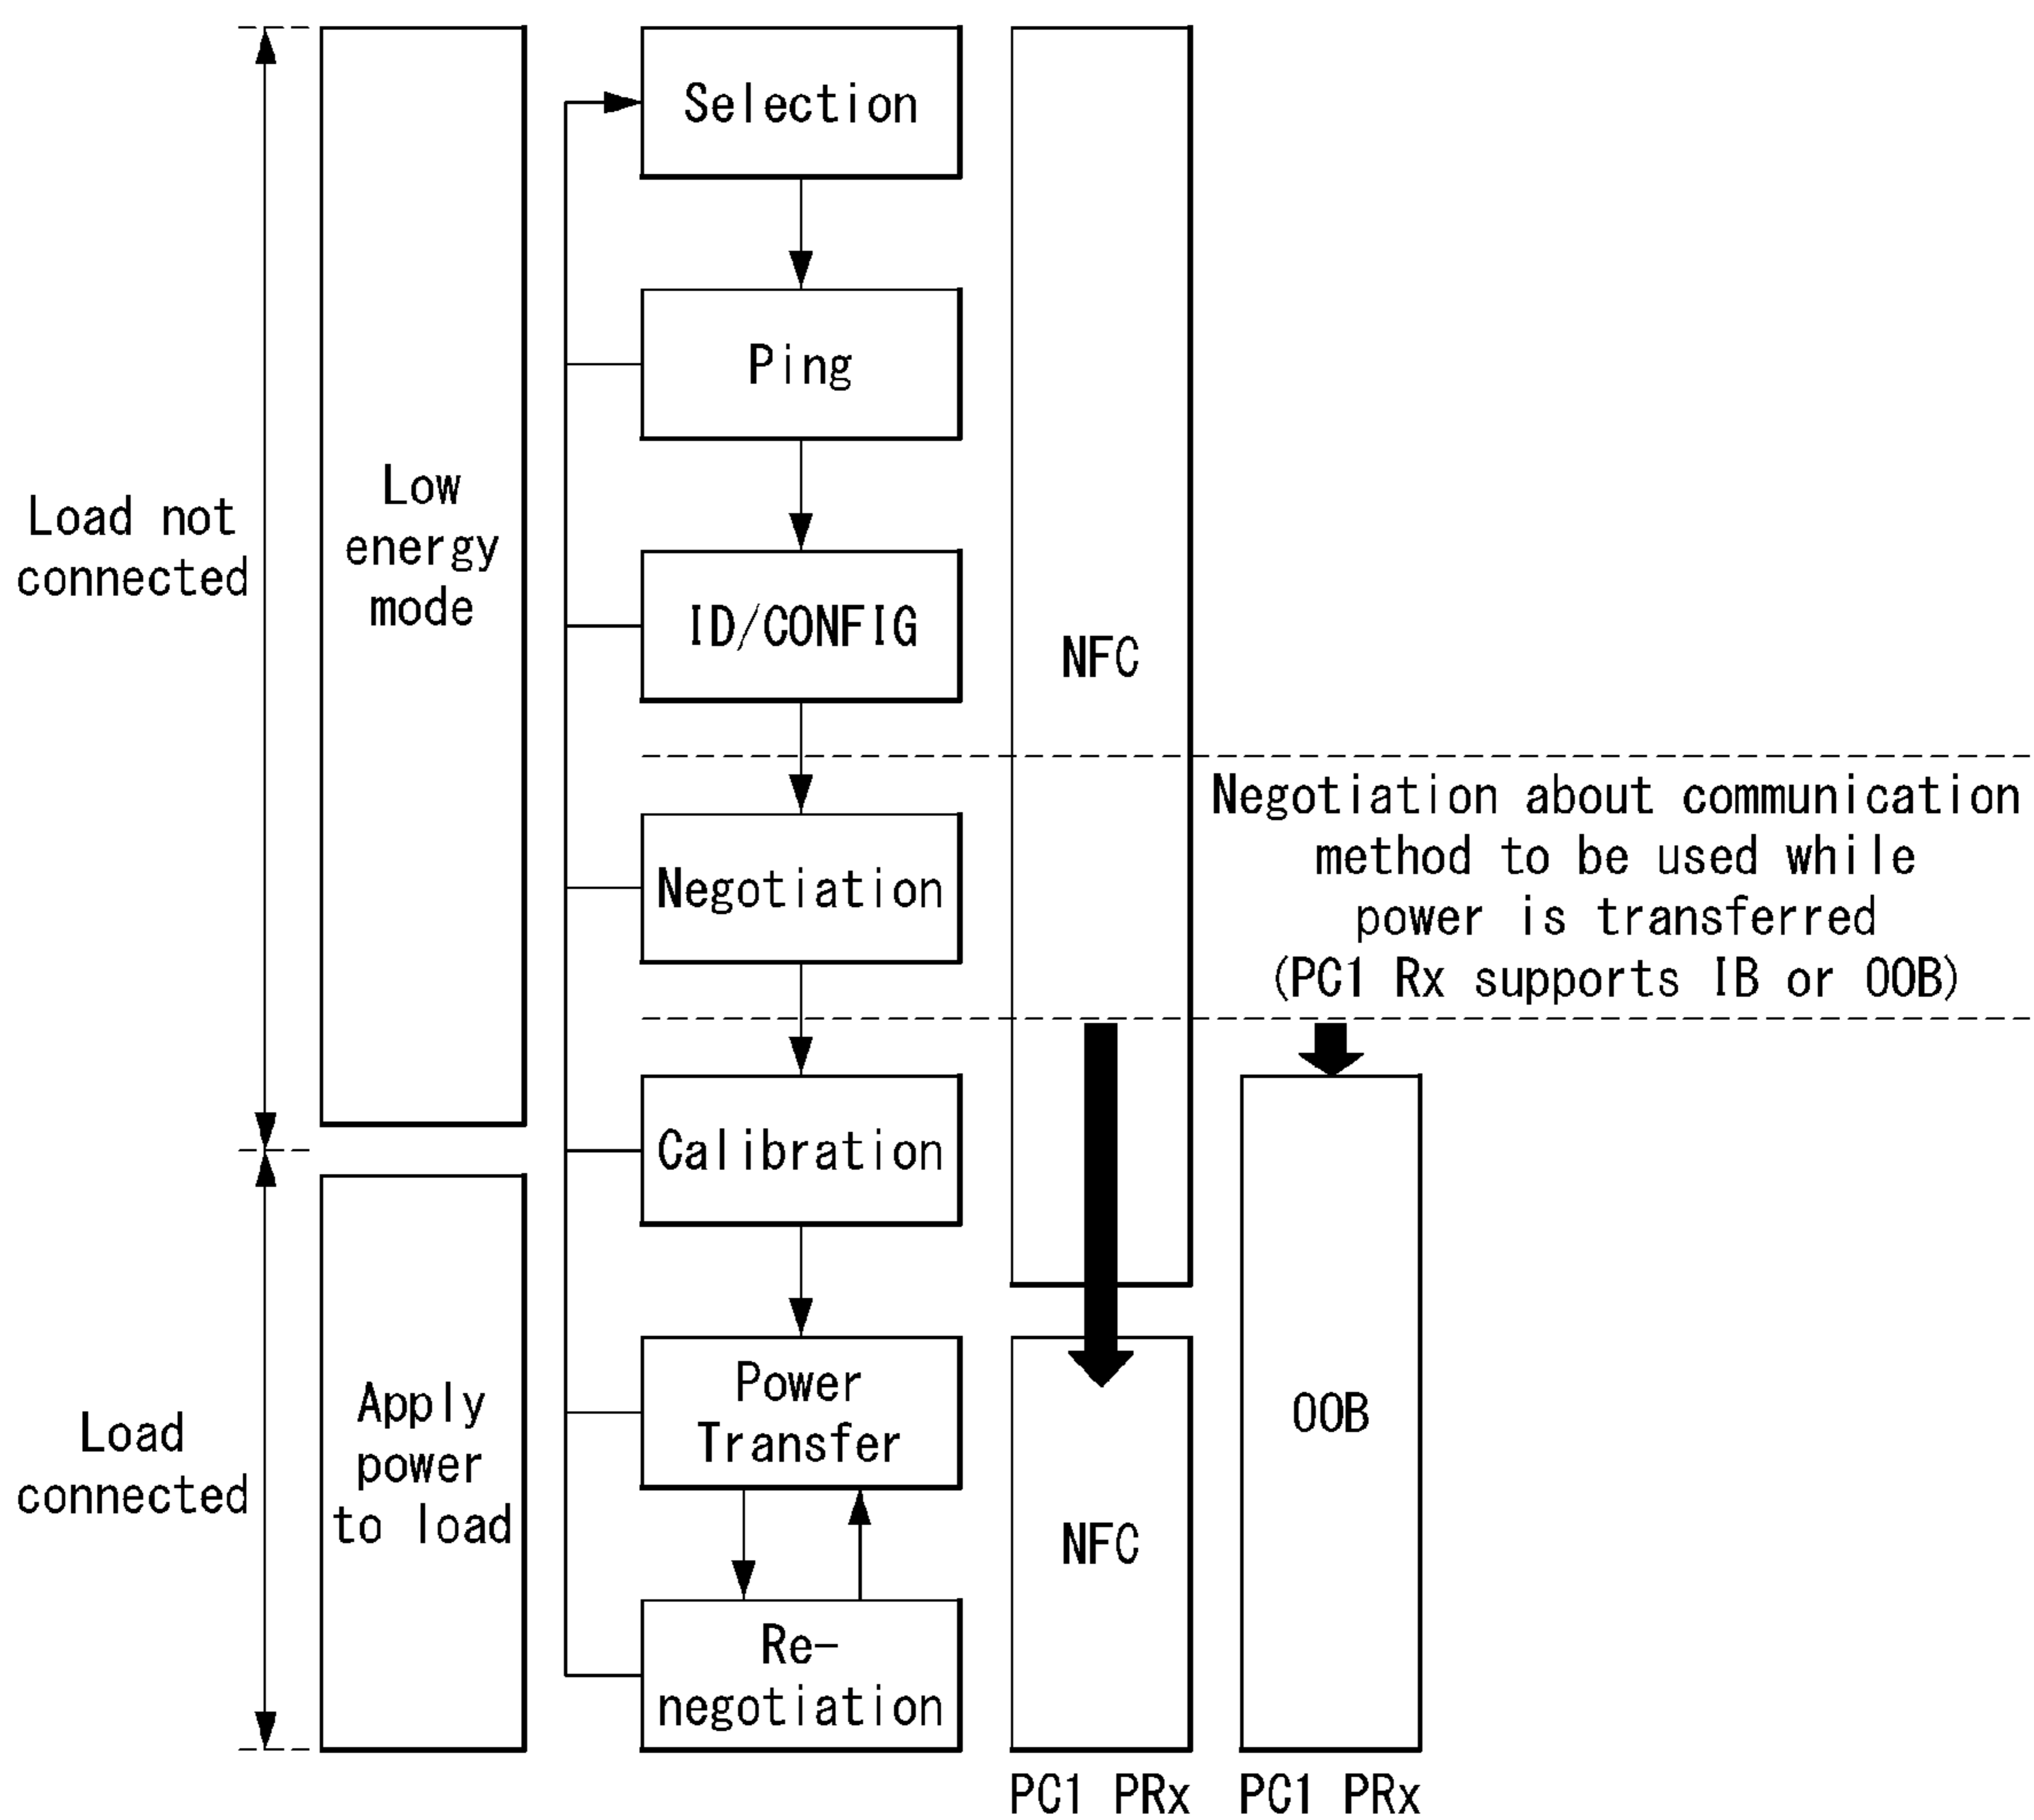 Selection
Ping
Low
energy
mode
Load not
connected
ID/CONFIG
NFC
Negotiation about communication
method to be used while
power is transferred
(PC1 Rx supports IB or OOB)
Negotiation
Calibration
Power
Transfer
Apply
power
to load
Load
connected
OOB
NFC
Re-
negotiation
PC1 PRx
PC1 PRx